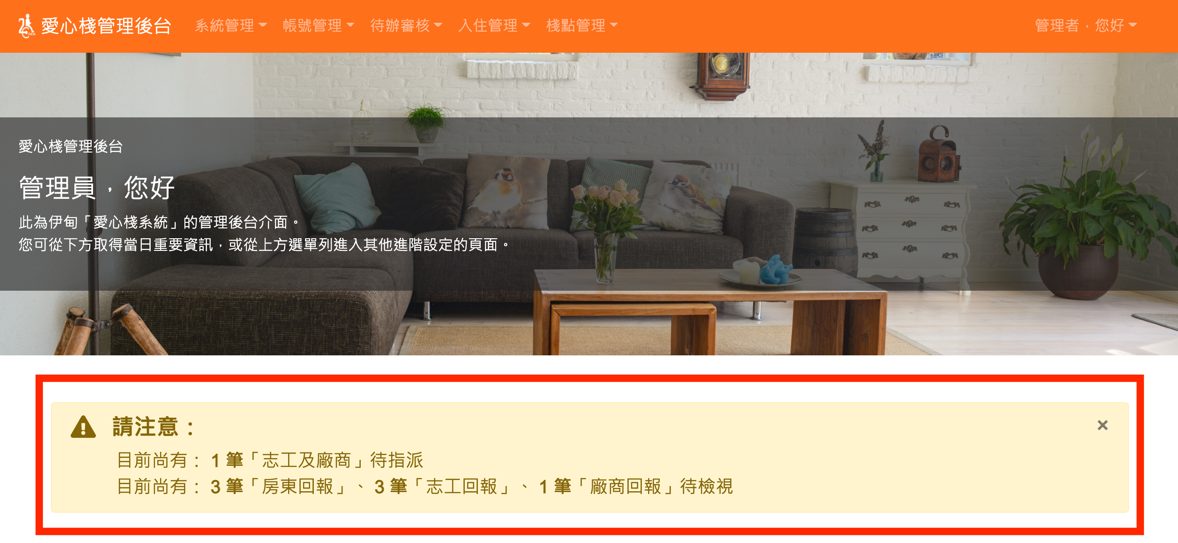 愛心棧管理後台 系統管理 帳號管理 待辦審核 入住管理 棧點管理 管理者，您好
愛心棧管理後台
管理員，您好
此為伊甸「愛心棧系統」的管理後台介面。
您可從下方取得當日重要資訊，或從上方選單列進入其他進階設定的頁面。
請注意： ×
目前尚有： 1 筆「志工及廠商」待指派
目前尚有： 3 筆「房東回報」、 3 筆「志工回報」、 1 筆「廠商回報」待檢視